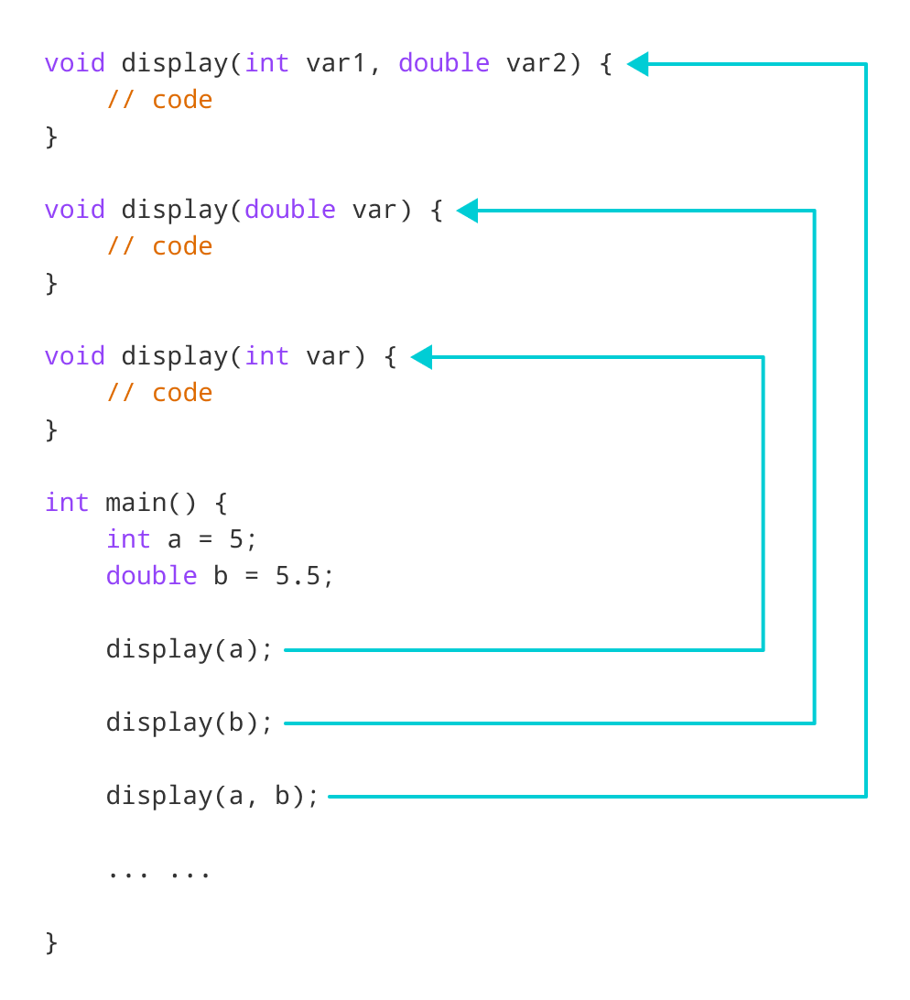 void display(int var1, double var2) {
    // code
}
void display(double var) {
    // code
}
void display(int var) {
    // code
}
int main() {
    int a = 5;
    double b = 5.5;
    display(a);
    display(b);
    display(a, b);
    ... ...
}